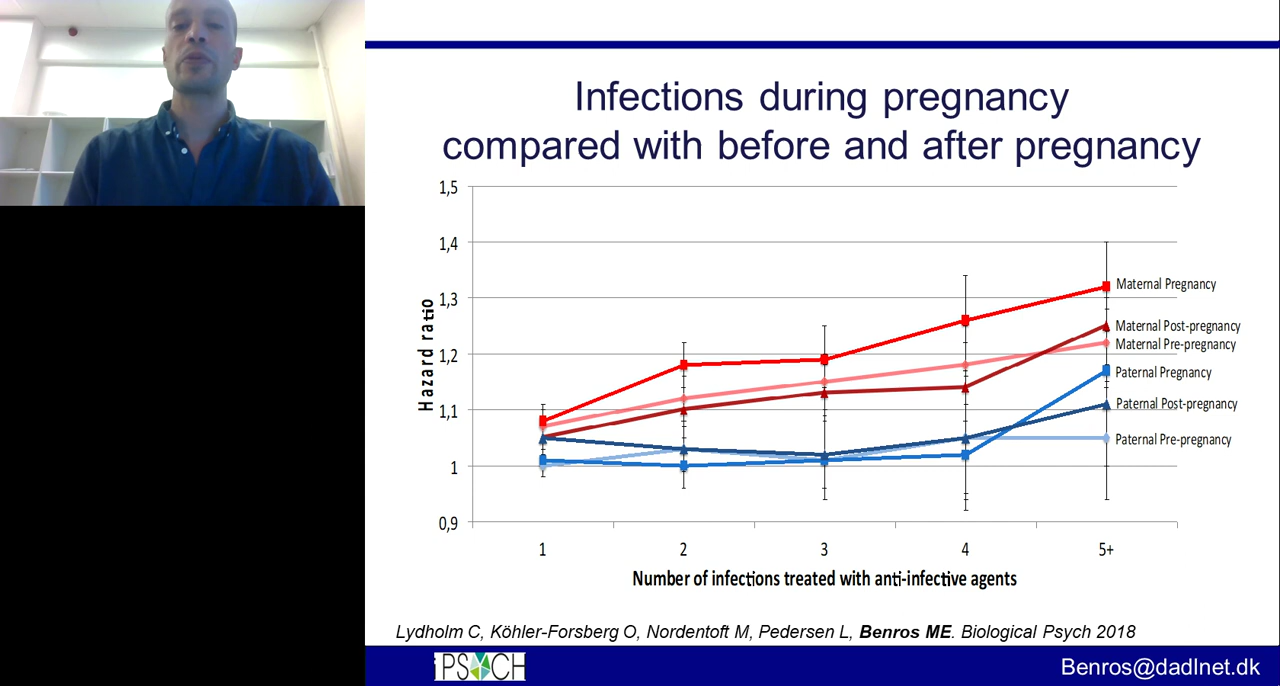 Infections during pregnancy
compared with before and after pregnancy
1,5
1,4
1,3
1,2
1,1
1
0,9
Hazard ratio
Maternal Pregnancy
Maternal Post-pregnancy
Maternal Pre-pregnancy
Paternal Pregnancy
Paternal Post-pregnancy
Paternal Pre-pregnancy
1 2 3 4 5+
Number of infections treated with anti-infective agents
Lydholm C, Köhler-Forsberg O, Nordentoft M, Pedersen L, Benros ME. Biological Psych 2018
iPSYCH
Benros@dadlnet.dk